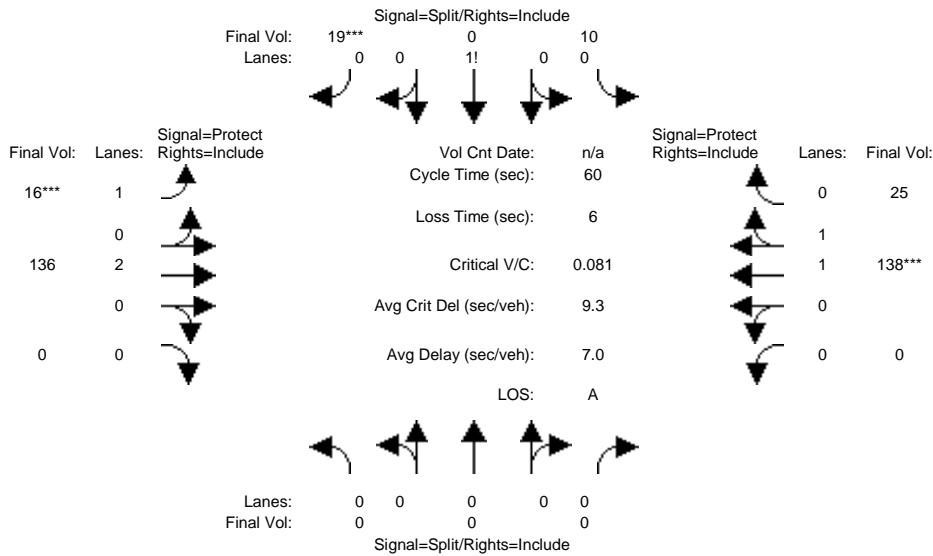 Signal=Split/Rights=Include
Final Vol: 19*** 0 10
Lanes: 0 0 1! 0 0
Signal=Protect
Final Vol: Lanes: Rights=Include
Vol Cnt Date: n/a
Signal=Protect
Rights=Include Lanes: Final Vol:
Cycle Time (sec): 60
16*** 1
0 25
Loss Time (sec): 6
0
1
136 2
Critical V/C: 0.081
1 138***
0
Avg Crit Del (sec/veh): 9.3
0
0 0
Avg Delay (sec/veh): 7.0
0 0
LOS: A
Lanes: 0 0 0 0 0
Final Vol: 0 0 0
Signal=Split/Rights=Include